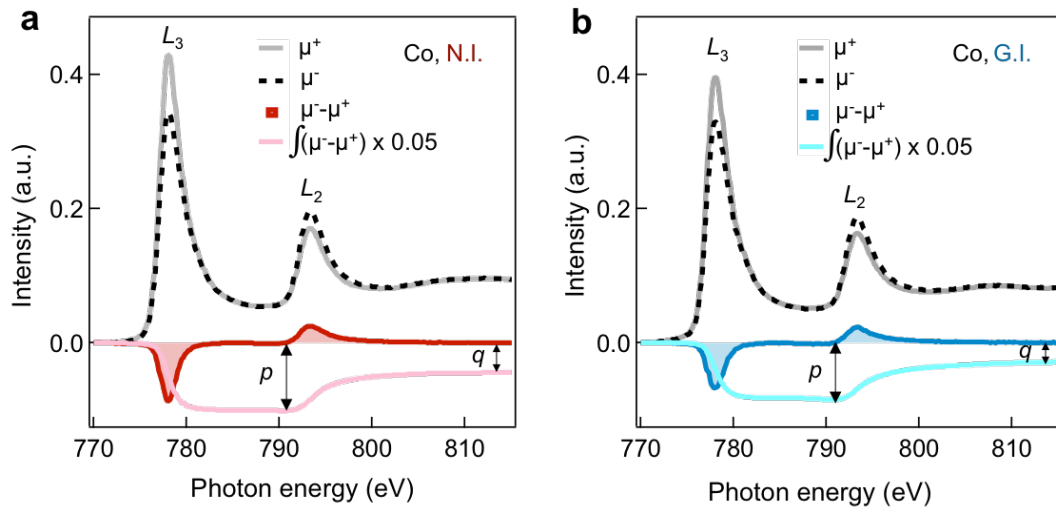 a
L3
μ+
μ-
μ--μ+
∫(μ--μ+) x 0.05
Co, N.I.
L2
0.4
0.2
0.0
Intensity (a.u.)
p
q
770 780 790 800 810
Photon energy (eV)
b
L3
μ+
μ-
μ--μ+
∫(μ--μ+) x 0.05
Co, G.I.
L2
0.4
0.2
0.0
Intensity (a.u.)
p
q
770 780 790 800 810
Photon energy (eV)